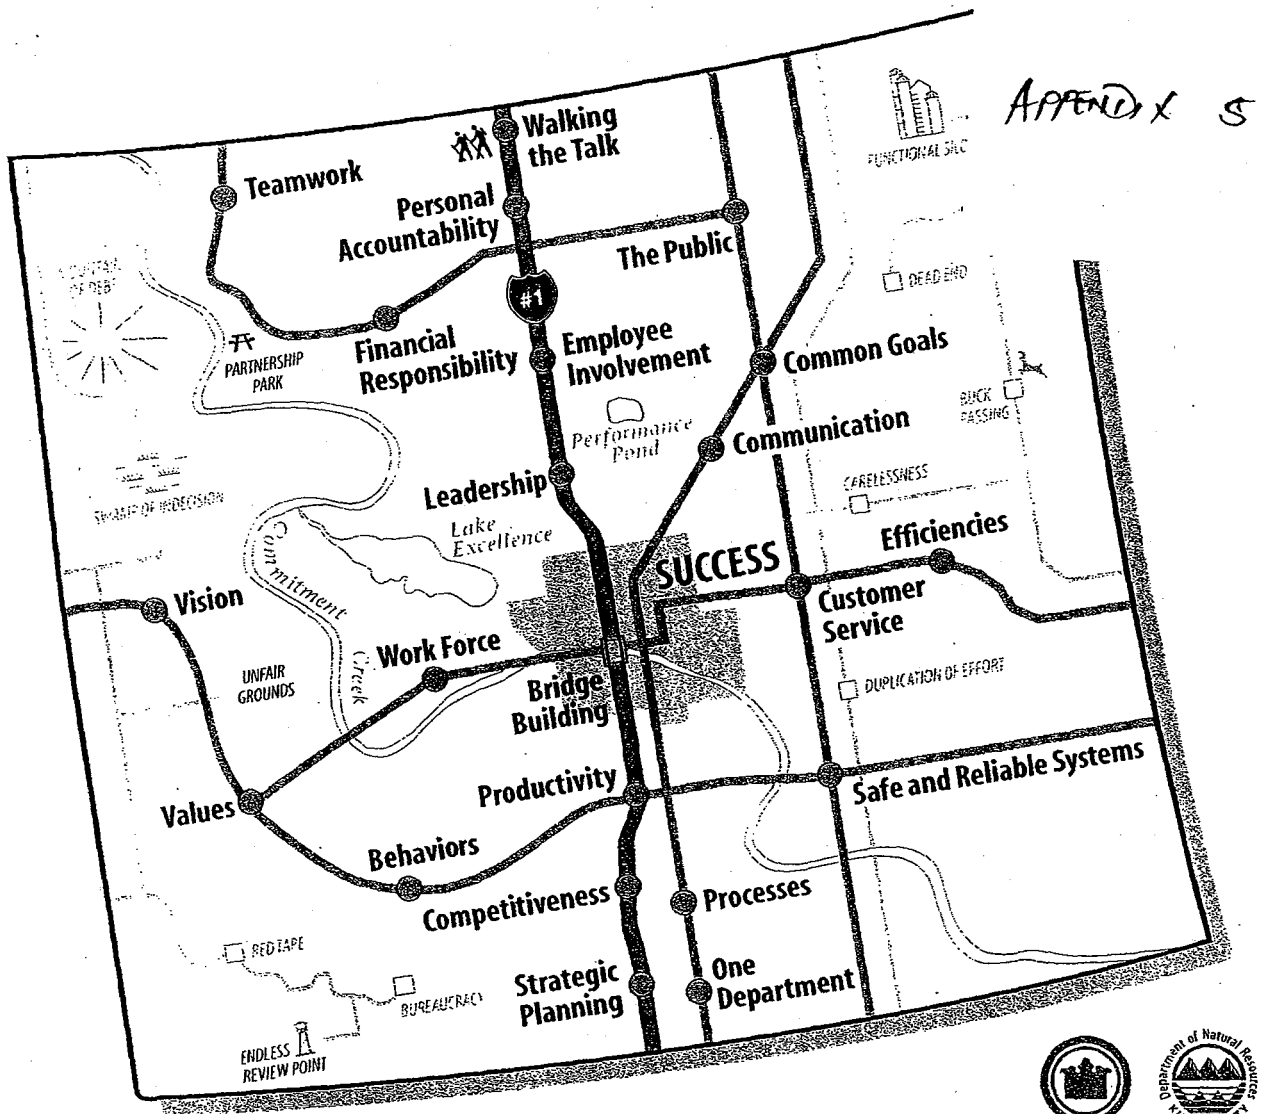 APPENDIX 5
FUNCTIONAL SILO
Walking
the Talk
Teamwork
Personal
Accountability
The Public
#1
DEAD END
MOUNTAIN
OF DEBT
PARTNERSHIP
PARK
Financial
Responsibility
Employee
Involvement
Common Goals
BUCK
PASSING
Performance
Pond
Communication
Leadership
CARELESSNESS
SWAMP OF INDECISION
Lake
Excellence
Efficiencies
SUCCESS
Commitment
Creek
Vision
Customer
Service
Work Force
UNFAIR
GROUNDS
DUPLICATION OF EFFORT
Bridge
Building
Productivity
Safe and Reliable Systems
Values
Behaviors
Competitiveness
Processes
RED TAPE
One
Department
Strategic
Planning
BUREAUCRACY
ENDLESS
REVIEW POINT
Department of Natural Resources